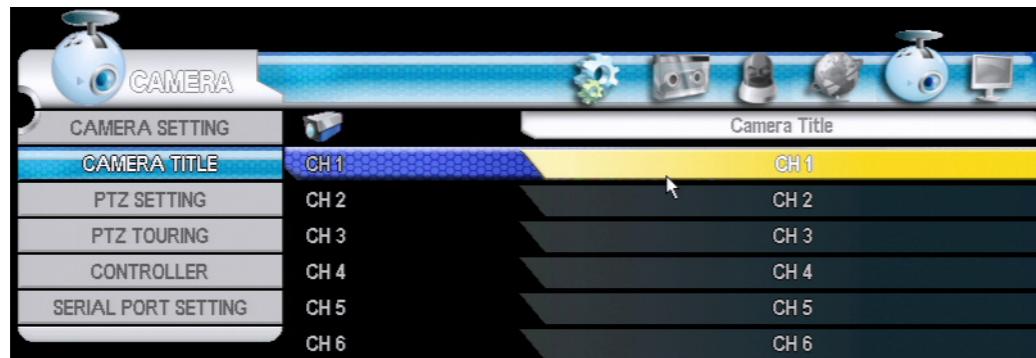 CAMERA
CAMERA SETTING
Camera Title
CAMERA TITLE
CH 1
CH 1
PTZ SETTING
CH 2
CH 2
PTZ TOURING
CH 3
CH 3
CONTROLLER
CH 4
CH 4
SERIAL PORT SETTING
CH 5
CH 5
CH 6
CH 6